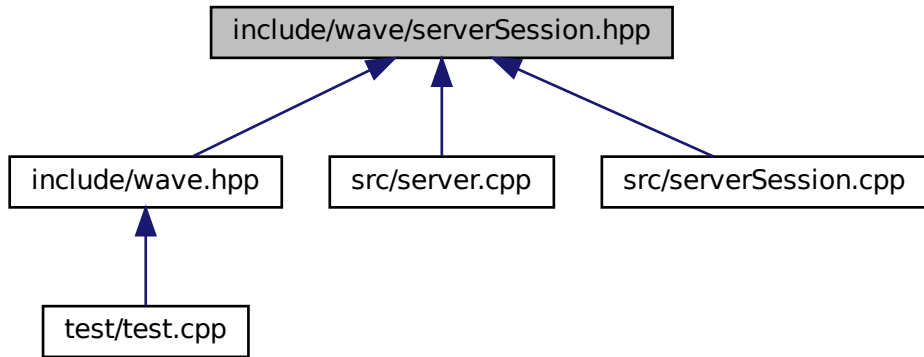 include/wave/serverSession.hpp
include/wave.hpp
src/server.cpp
src/serverSession.cpp
test/test.cpp